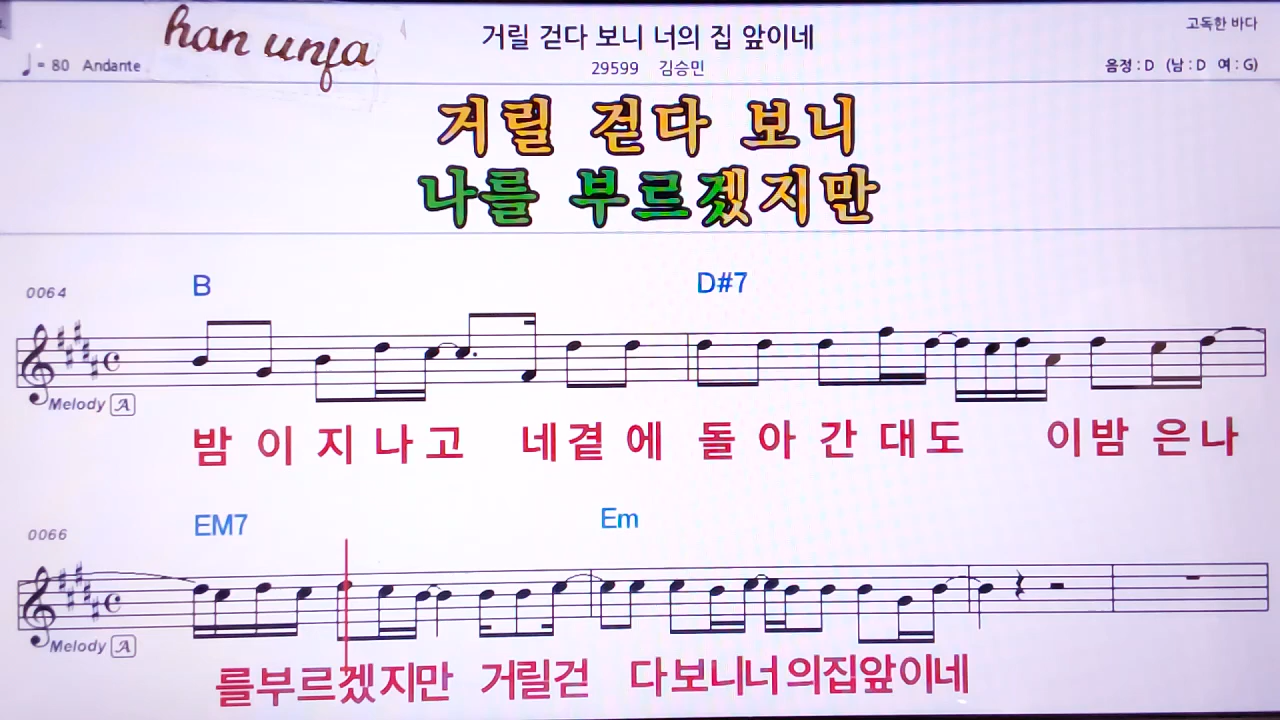 han unfa
거릴 걷다 보니 너의 집 앞이네
고독한 바다
♩= 80 Andante
29599 김승민
음정 : D (남 : D 여 : G)
거릴 걷다 보니
나를 부르겠지만
0064
B D#7
Melody A
밤 이 지 나 고 네 곁 에 돌 아 간 대 도 이 밤 은 나
0066
EM7 Em
Melody A
를부르겠지만 거릴걷 다보니너의집앞이네